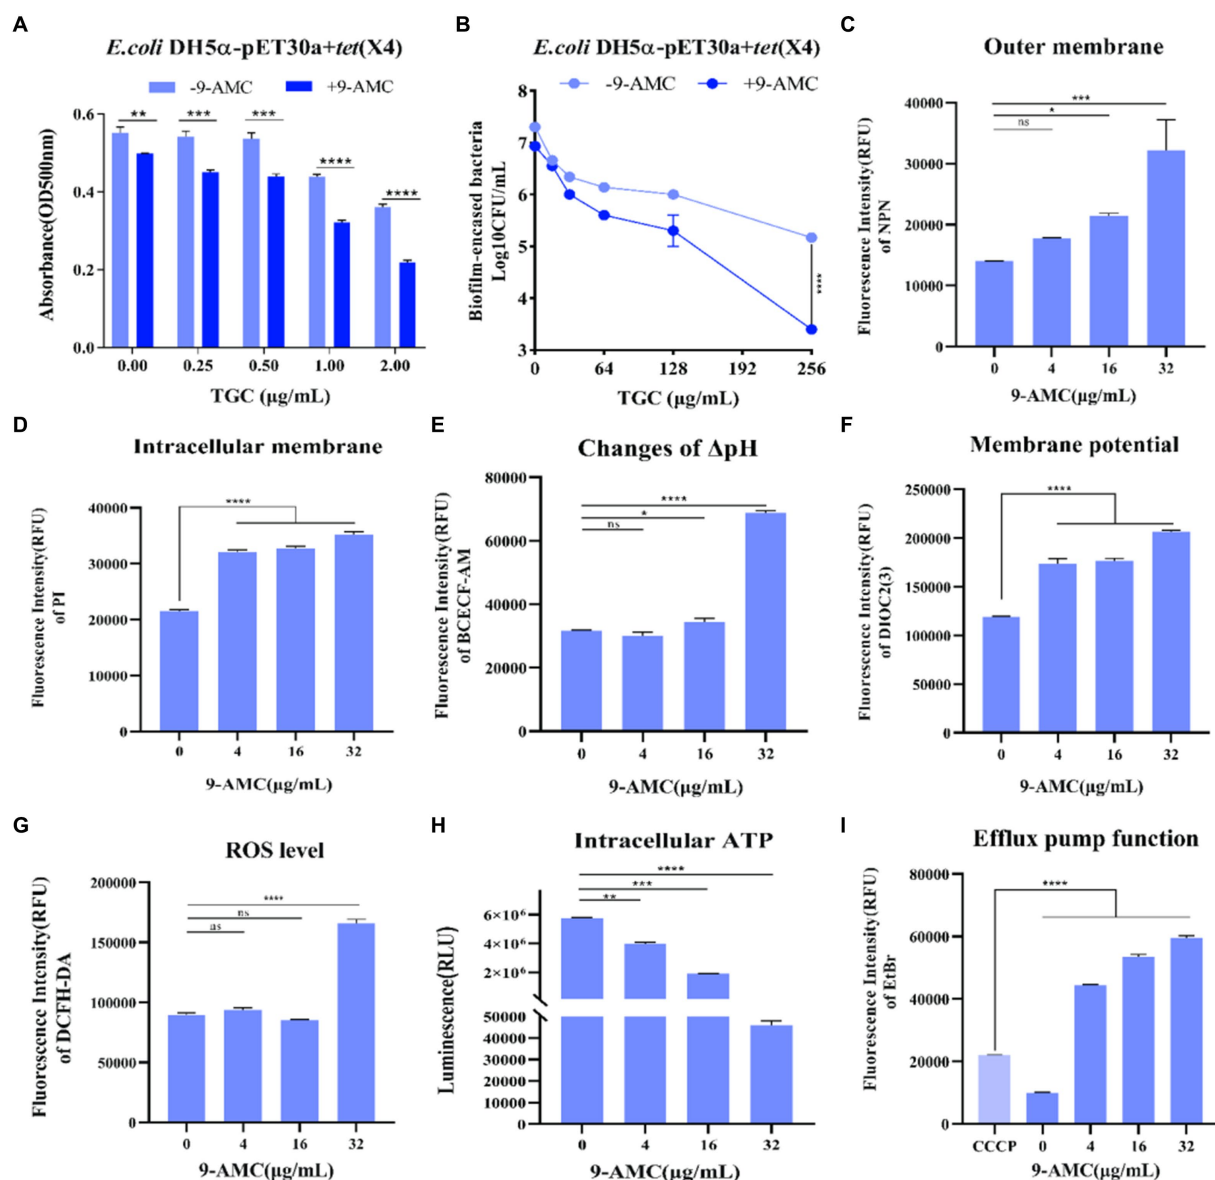 A
E.coli DH5α-pET30a+tet(X4)
-9-AMC +9-AMC
Absorbance(OD500nm)
0.6
0.4
0.2
0.0
** *** *** **** ****
0.00 0.25 0.50 1.00 2.00
TGC (μg/mL)
B
E.coli DH5α-pET30a+tet(X4)
-9-AMC +9-AMC
Biofilm-encased bacteria
Log10CFU/mL
8
7
6
5
4
3
****
0 64 128 192 256
TGC (μg/mL)
C
Outer membrane
Fluorescence Intensity(RFU)
of NPN
40000
30000
20000
10000
0
***
*
ns
0 4 16 32
9-AMC(μg/mL)
D
Intracellular membrane
Fluorescence Intensity(RFU)
of PI
40000
30000
20000
10000
0
****
0 4 16 32
9-AMC(μg/mL)
E
Changes of ΔpH
Fluorescence Intensity(RFU)
of BCECF-AM
80000
60000
40000
20000
0
****
*
ns
0 4 16 32
9-AMC(μg/mL)
F
Membrane potential
Fluorescence Intensity(RFU)
of DIOC2(3)
250000
200000
150000
100000
50000
0
****
0 4 16 32
9-AMC(μg/mL)
G
ROS level
Fluorescence Intensity(RFU)
of DCFH-DA
200000
150000
100000
50000
0
****
ns
ns
0 4 16 32
9-AMC(μg/mL)
H
Intracellular ATP
Luminescence(RLU)
6×10⁶
4×10⁶
2×10⁶
50000
40000
30000
20000
10000
0
****
***
**
0 4 16 32
9-AMC(μg/mL)
I
Efflux pump function
Fluorescence Intensity(RFU)
of EtBr
80000
60000
40000
20000
0
****
CCCP 0 4 16 32
9-AMC(μg/mL)